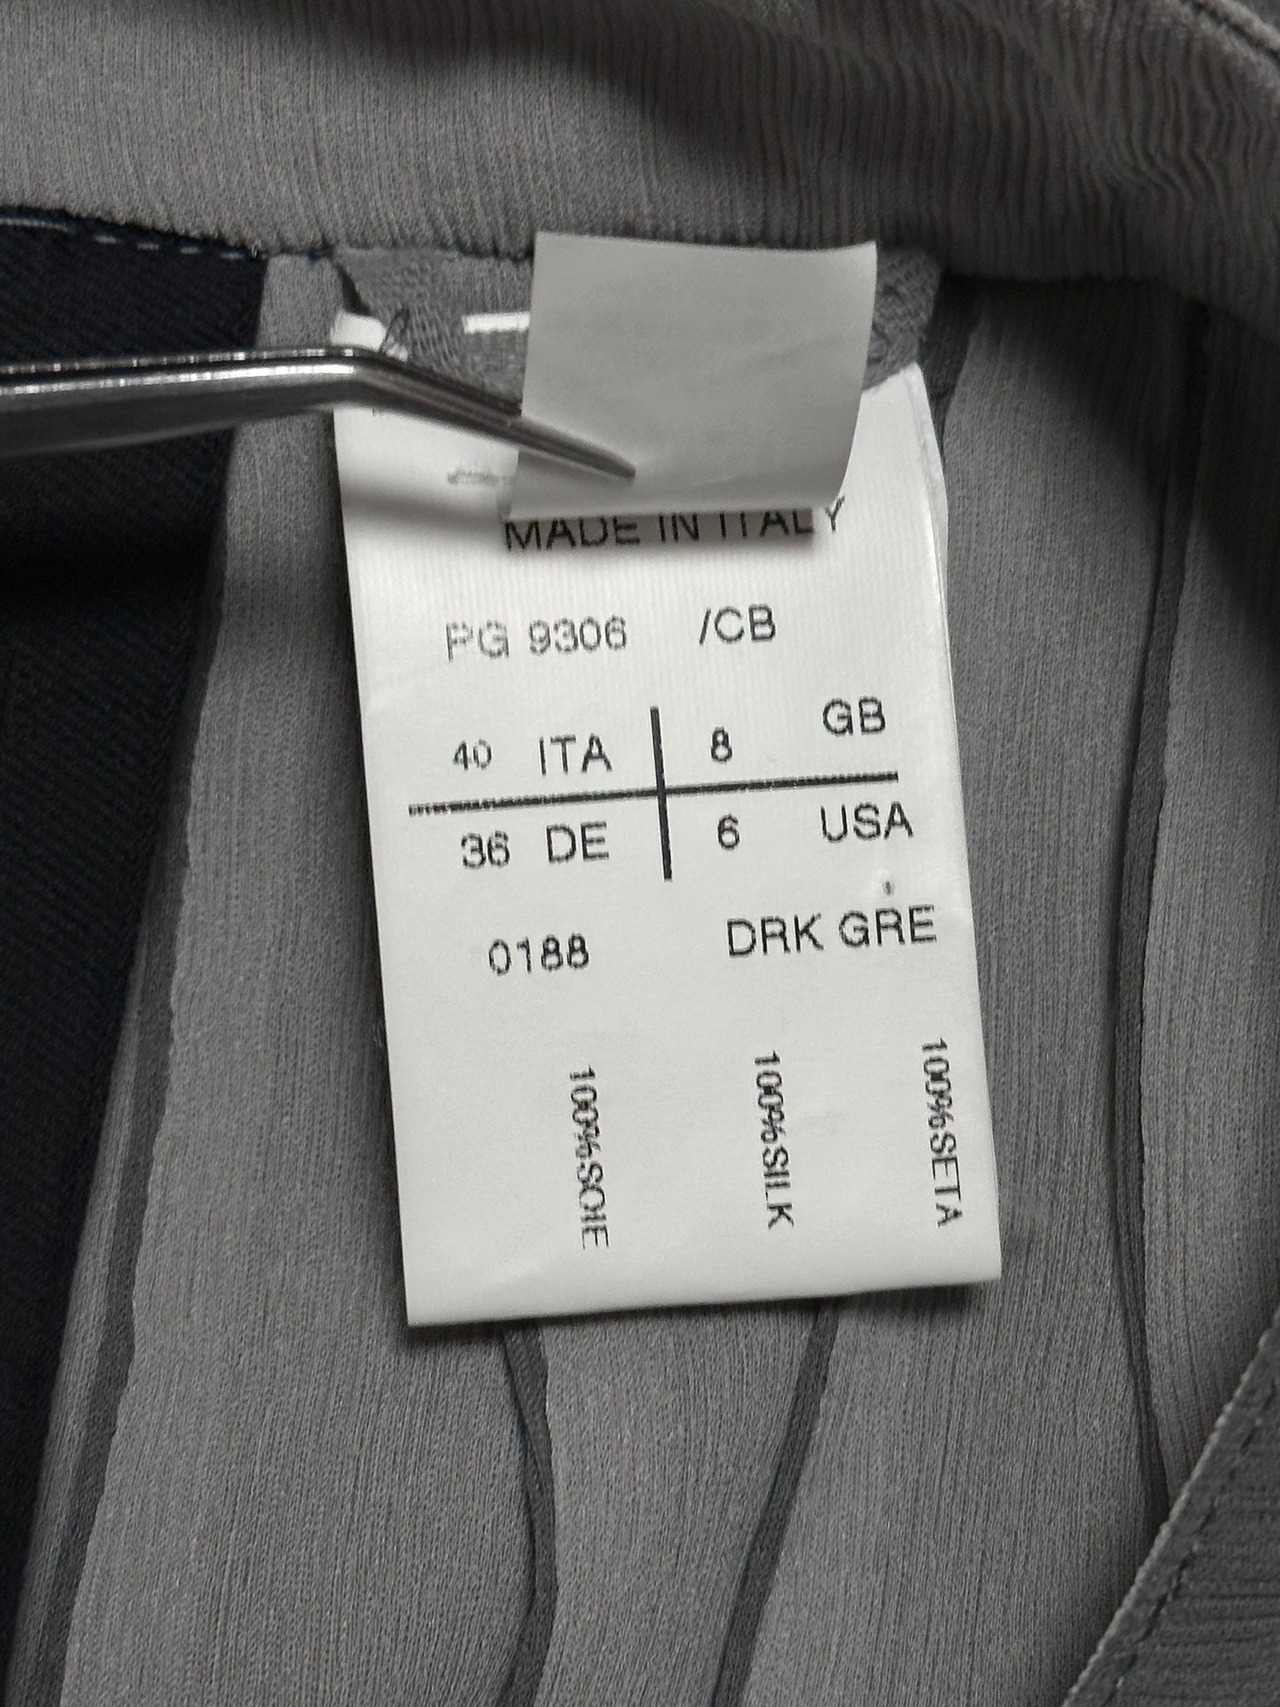 MADE IN ITALY
PG 9306 /CB
40 ITA 8 GB
36 DE 6 USA
0188 DRK GRE
100%SETA
100%SILK
100%SOIE